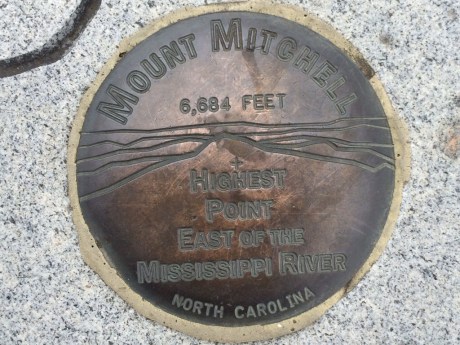 MOUNT MITCHELL
6,684 FEET
HIGHEST
POINT
EAST OF THE
MISSISSIPPI RIVER
NORTH CAROLINA